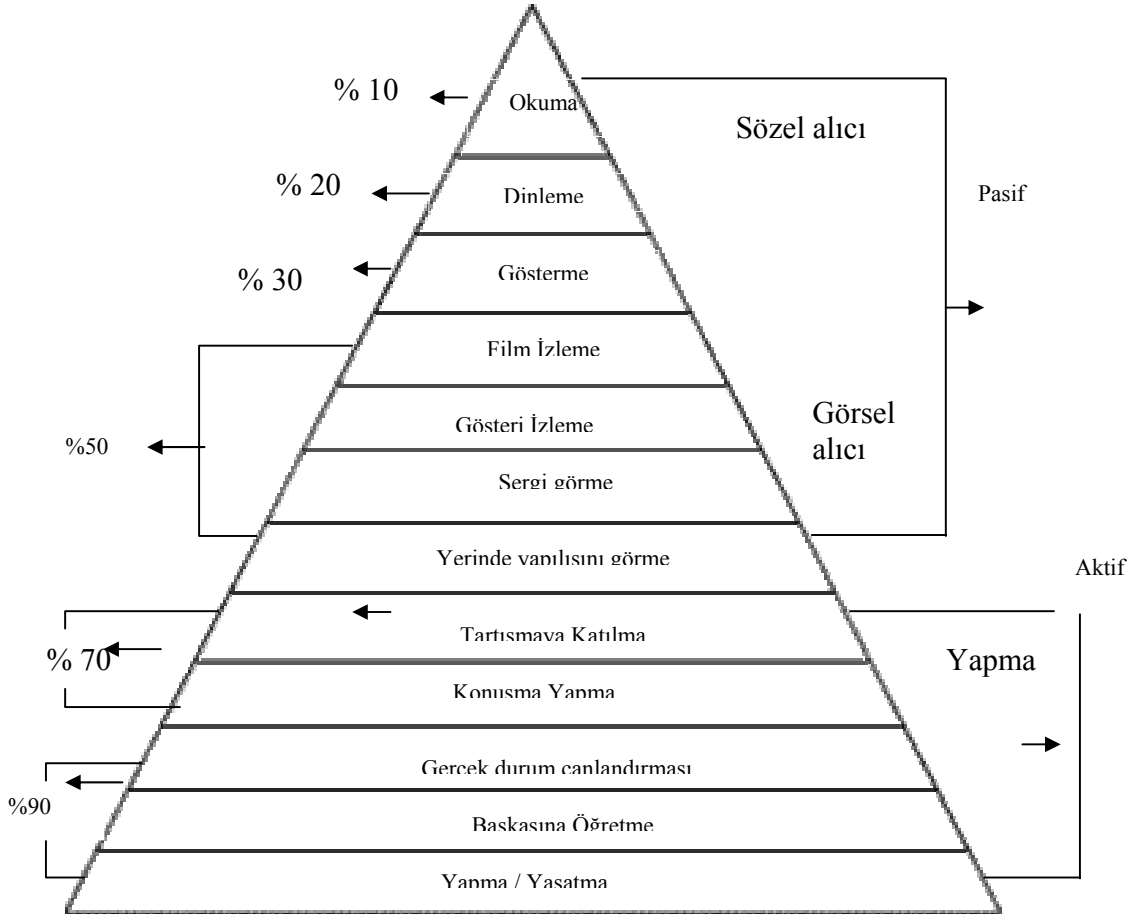 % 10
Okuma
Sözel alıcı
% 20
Dinleme
Pasif
% 30
Gösterme
Film İzleme
Görsel
alıcı
%50
Gösteri İzleme
Sergi görme
Yerinde yapılışını görme
Aktif
Tartışmaya Katılma
% 70
Yapma
Konuşma Yapma
Gerçek durum canlandırması
%90
Başkasına Öğretme
Yapma / Yaşatma